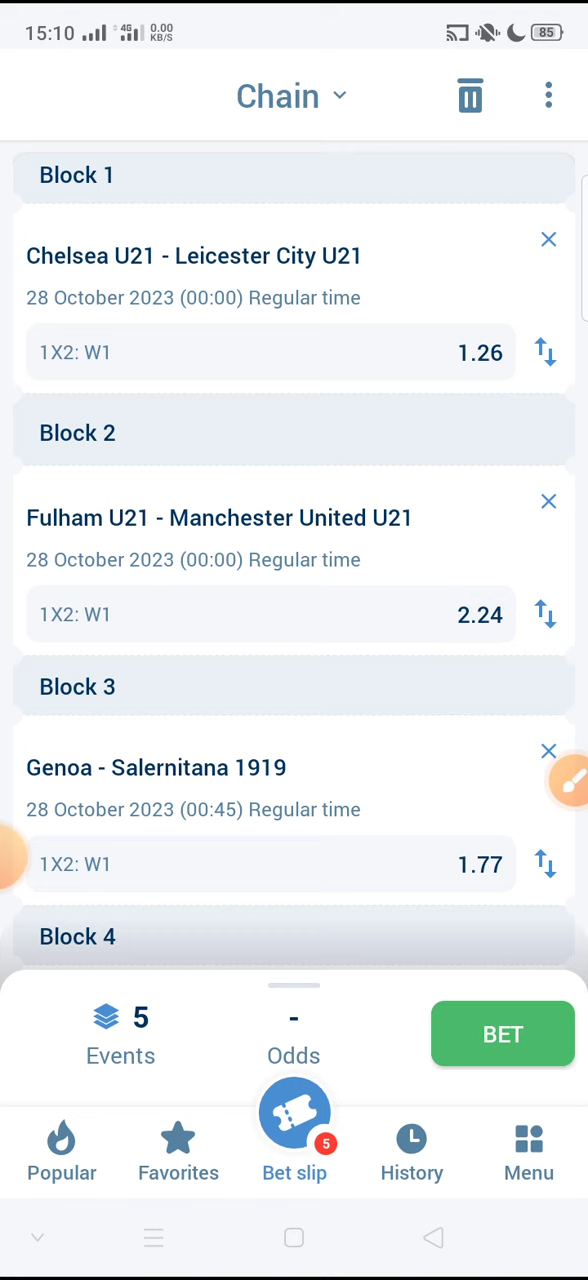 15:10 4G 0.00 KB/S 85
Chain
Block 1
Chelsea U21 - Leicester City U21
28 October 2023 (00:00) Regular time
1X2: W1 1.26
Block 2
Fulham U21 - Manchester United U21
28 October 2023 (00:00) Regular time
1X2: W1 2.24
Block 3
Genoa - Salernitana 1919
28 October 2023 (00:45) Regular time
1X2: W1 1.77
Block 4
5 - BET
Events Odds
5
Popular Favorites Bet slip History Menu